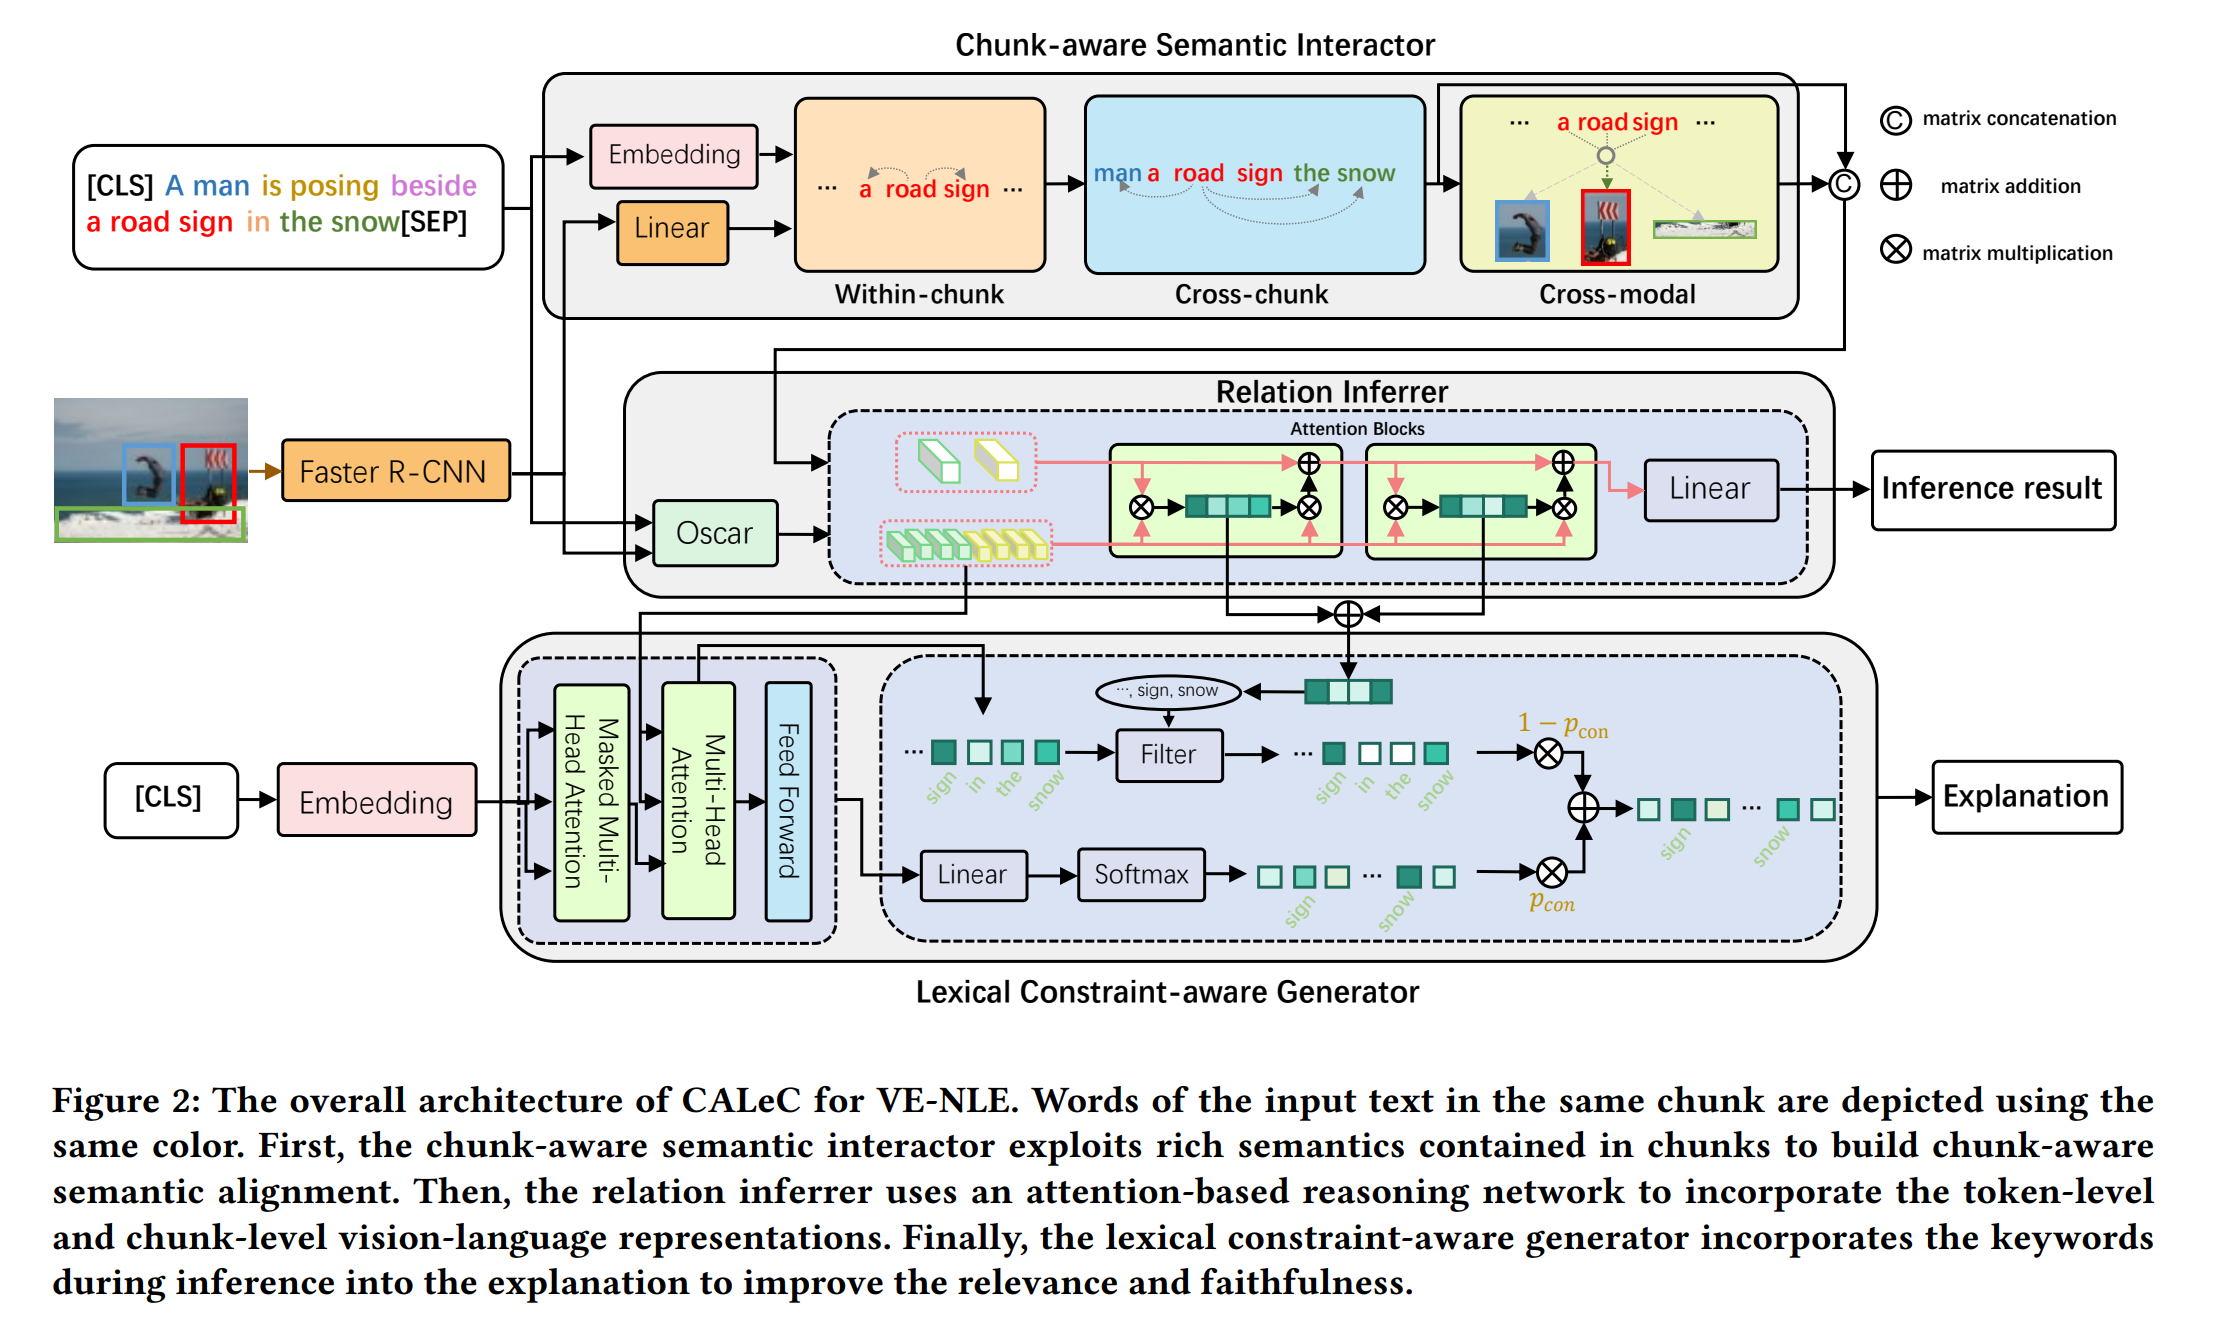 Chunk-aware Semantic Interactor
[CLS] A man is posing beside
a road sign in the snow[SEP]
Embedding
Linear
... a road sign ...
Within-chunk
man a road sign the snow
Cross-chunk
... a road sign ...
Cross-modal
C
C matrix concatenation
matrix addition
matrix multiplication
Relation Inferrer
Attention Blocks
Faster R-CNN
Oscar
Linear
Inference result
[CLS]
Embedding
Masked Multi-
Head Attention
Multi-Head
Attention
Feed Forward
..., sign, snow
... sign in the snow
Filter
... sign in the snow
1 − pcon
Linear
Softmax
sign ... snow
pcon
sign ... snow
Explanation
Lexical Constraint-aware Generator
Figure 2: The overall architecture of CALeC for VE-NLE. Words of the input text in the same chunk are depicted using the
same color. First, the chunk-aware semantic interactor exploits rich semantics contained in chunks to build chunk-aware
semantic alignment. Then, the relation inferrer uses an attention-based reasoning network to incorporate the token-level
and chunk-level vision-language representations. Finally, the lexical constraint-aware generator incorporates the keywords
during inference into the explanation to improve the relevance and faithfulness.